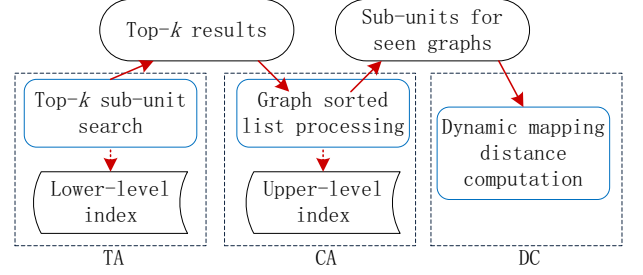 Top-k results
Sub-units for
seen graphs
Top-k sub-unit
search
Graph sorted
list processing
Dynamic mapping
distance
computation
Lower-level
index
Upper-level
index
TA
CA
DC